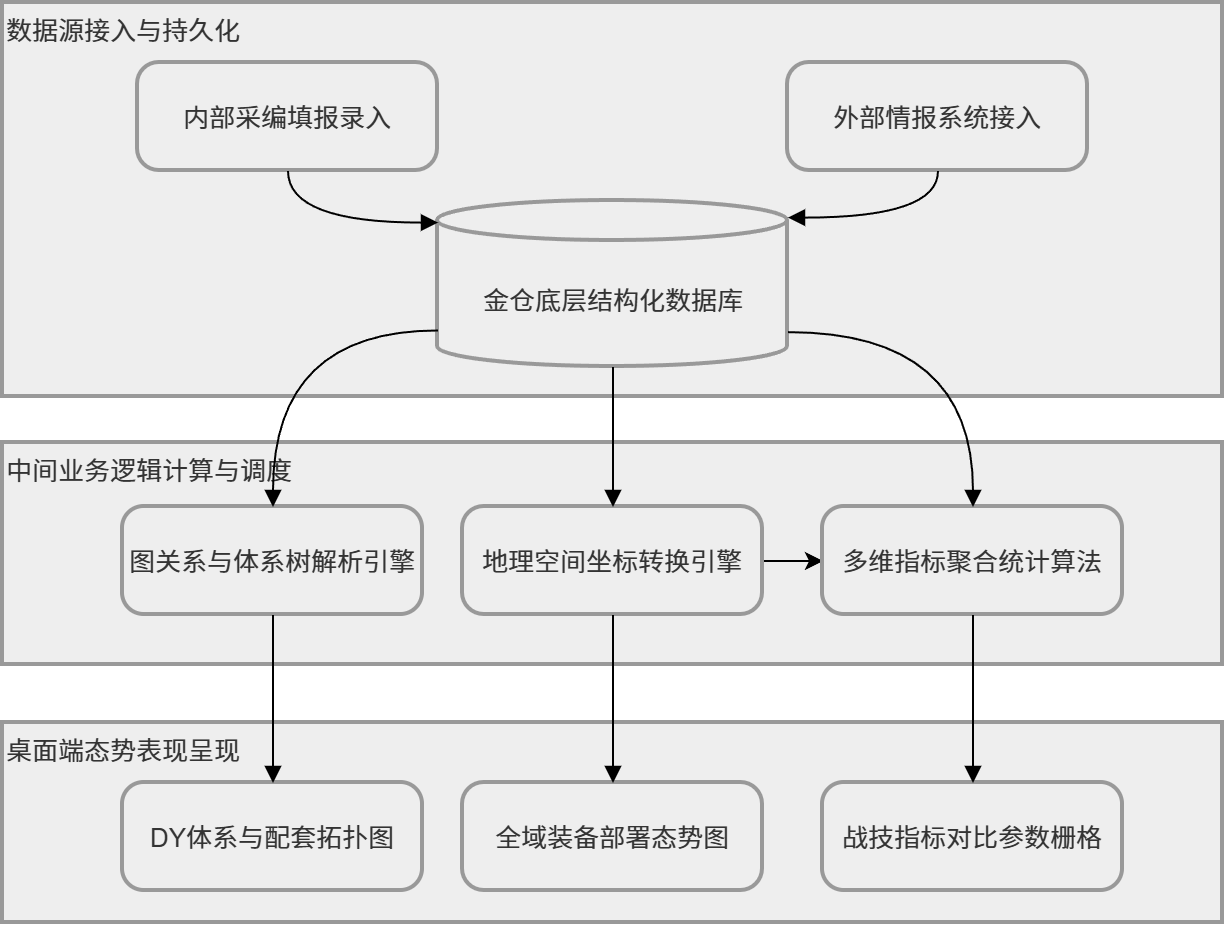 数据源接入与持久化
内部采编填报录入
外部情报系统接入
金仓底层结构化数据库
中间业务逻辑计算与调度
图关系与体系树解析引擎
地理空间坐标转换引擎
多维指标聚合统计算法
桌面端态势表现呈现
DY体系与配套拓扑图
全域装备部署态势图
战技指标对比参数栅格